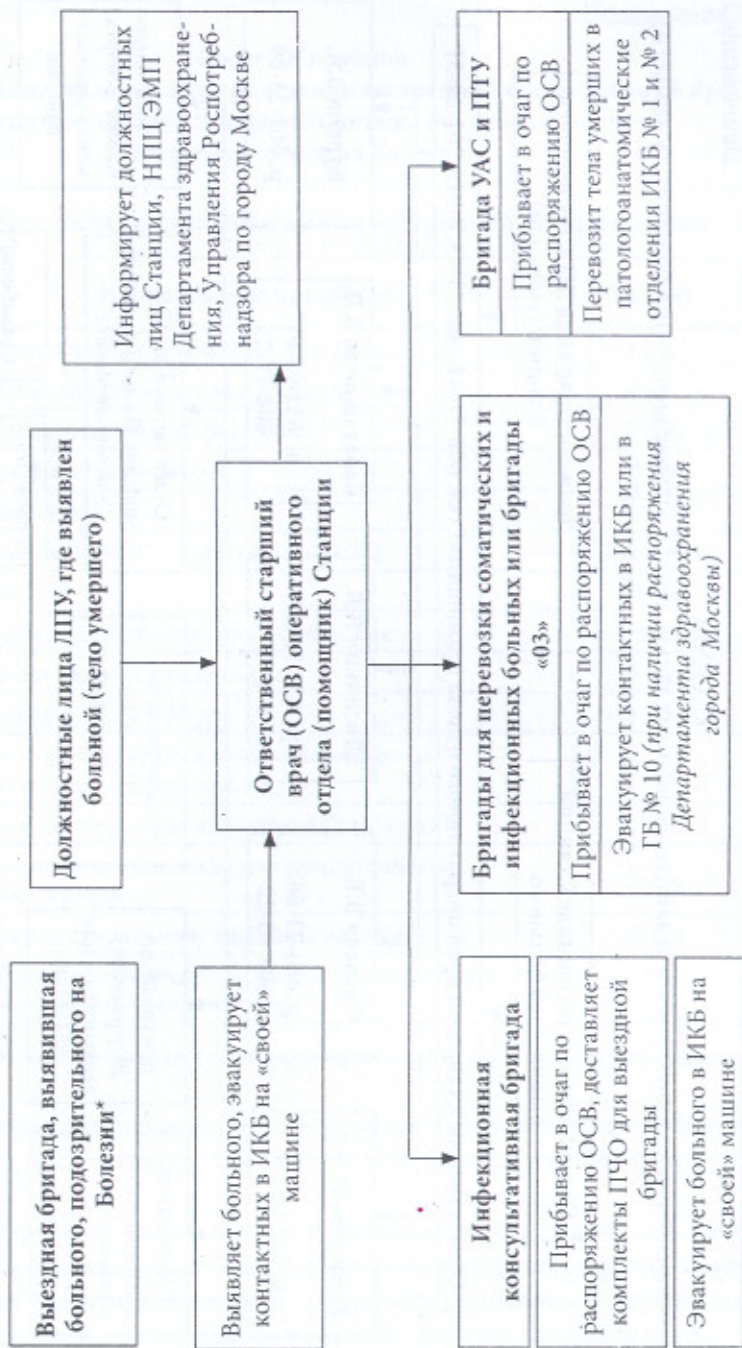 Выездная бригада, выявившая
больного, подозрительного на
Болезни*
Выявляет больного, эвакуирует
контактных в ИКБ на «своей»
машине
Должностные лица ЛПУ, где выявлен
больной (тело умершего)
Ответственный старший
врач (ОСВ) оперативного
отдела (помощник) Станции
Информирует должностных
лиц Станции, НПЦ ЭМП
Департамента здравоохране-
ния, Управления Роспотреб-
надзора по городу Москве
Инфекционная
консультативная бригада
Прибывает в очаг по
распоряжению ОСВ, доставляет
комплекты ПЧО для выездной
бригады
Эвакуирует больного в ИКБ на
«своей» машине
Бригады для перевозки соматических и
инфекционных больных или бригады
«03»
Прибывает в очаг по распоряжению ОСВ
Эвакуирует контактных в ИКБ или в
ГБ № 10 (при наличии распоряжения
Департамента здравоохранения
города Москвы)
Бригада УАС и ПТУ
Прибывает в очаг по
распоряжению ОСВ
Перевозит тела умерших в
патологоанатомические
отделения ИКБ № 1 и № 2